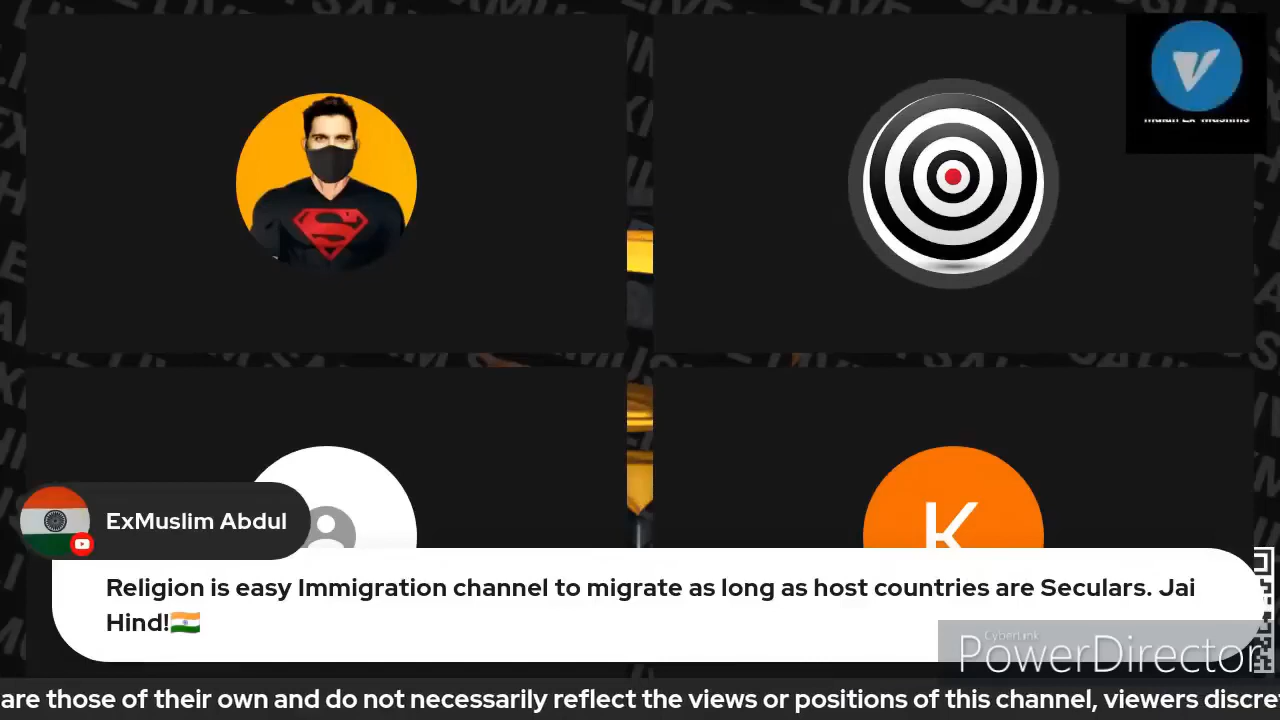 ExMuslim Abdul
Religion is easy Immigration channel to migrate as long as host countries are Seculars. Jai
Hind!🇮🇳
K
CyberLink
PowerDirector
are those of their own and do not necessarily reflect the views or positions of this channel, viewers discre